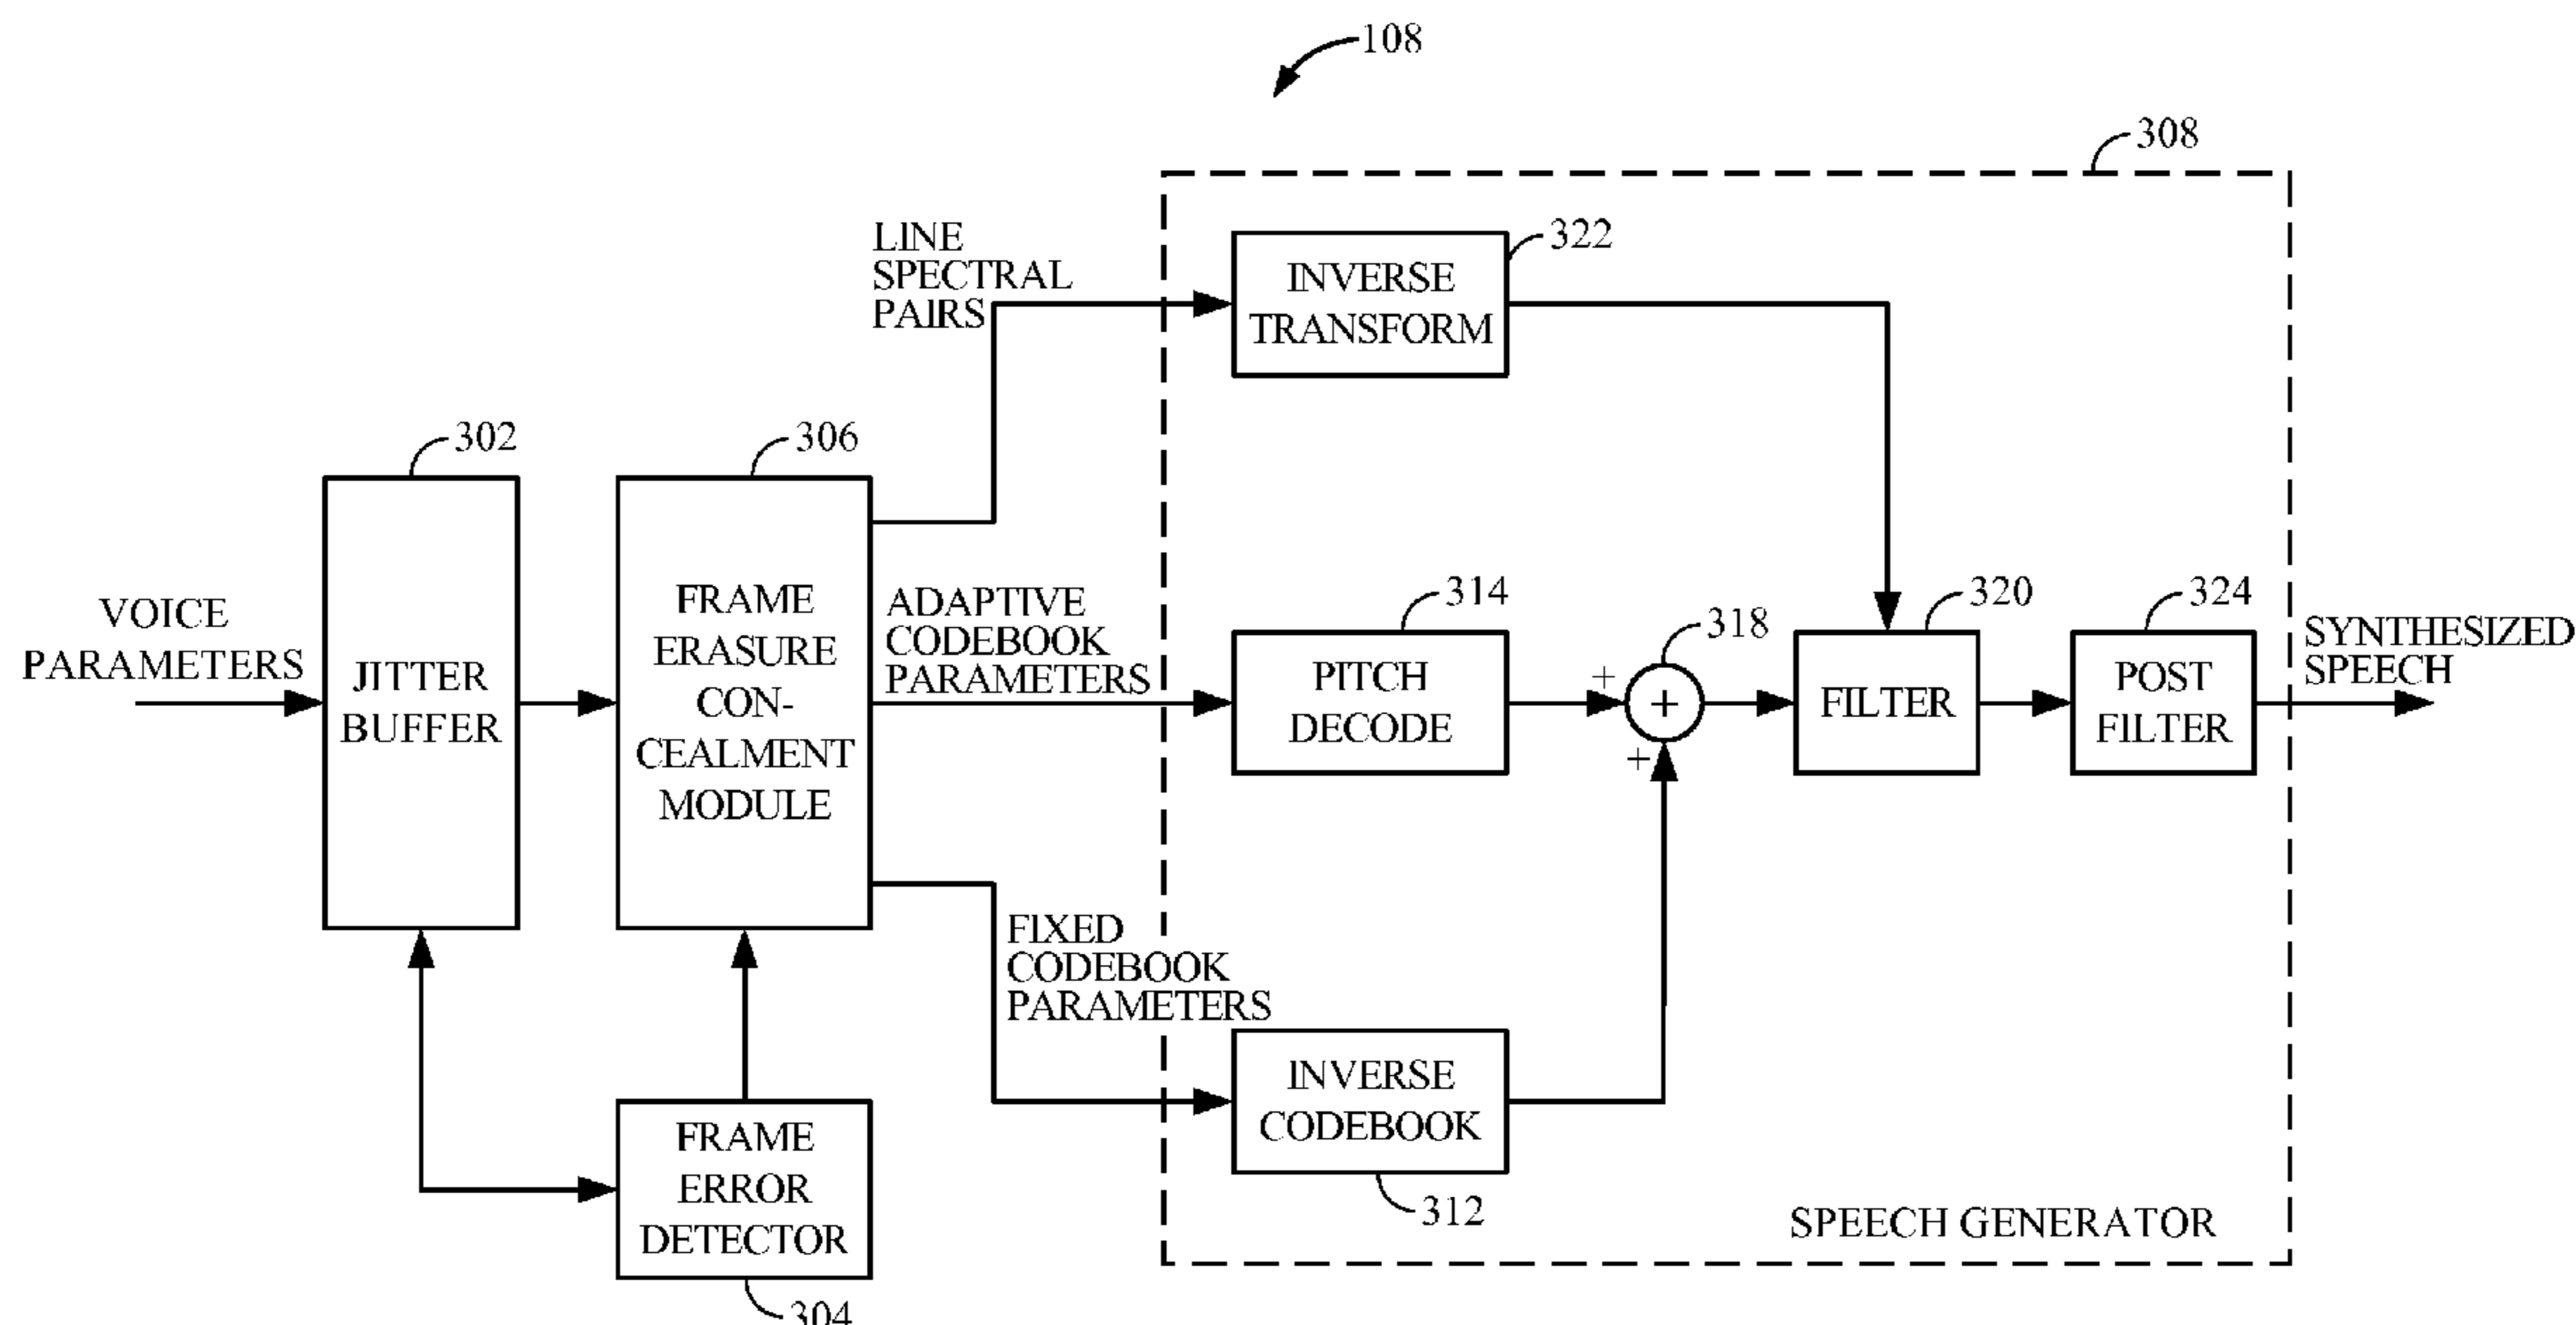 108
308
LINE
SPECTRAL
PAIRS
322
INVERSE
TRANSFORM
302
306
VOICE
PARAMETERS
JITTER
BUFFER
FRAME
ERASURE
CON-
CEALMENT
MODULE
ADAPTIVE
CODEBOOK
PARAMETERS
314
PITCH
DECODE
+
+
+
318
320
FILTER
324
POST
FILTER
SYNTHESIZED
SPEECH
FIXED
CODEBOOK
PARAMETERS
INVERSE
CODEBOOK
312
FRAME
ERROR
DETECTOR
304
SPEECH GENERATOR